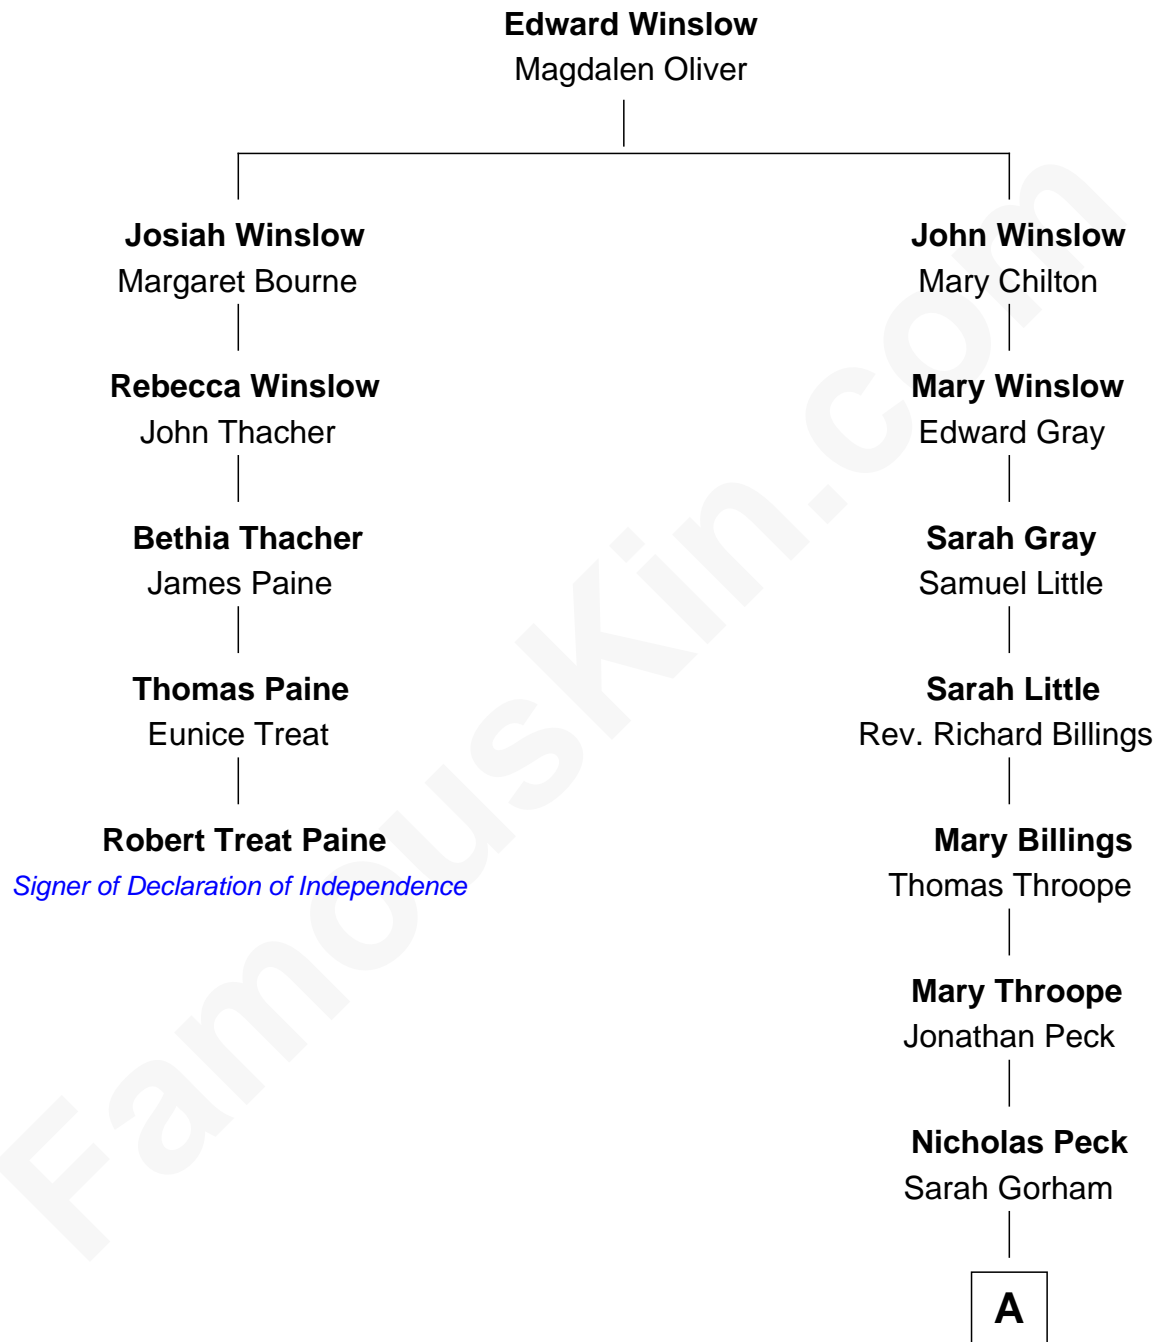 Edward Winslow
Magdalen Oliver
Josiah Winslow
Margaret Bourne
Rebecca Winslow
John Thacher
Bethia Thacher
James Paine
Thomas Paine
Eunice Treat
Robert Treat Paine
Signer of Declaration of Independence
John Winslow
Mary Chilton
Mary Winslow
Edward Gray
Sarah Gray
Samuel Little
Sarah Little
Rev. Richard Billings
Mary Billings
Thomas Throope
Mary Throope
Jonathan Peck
Nicholas Peck
Sarah Gorham
A
FamousKin.com